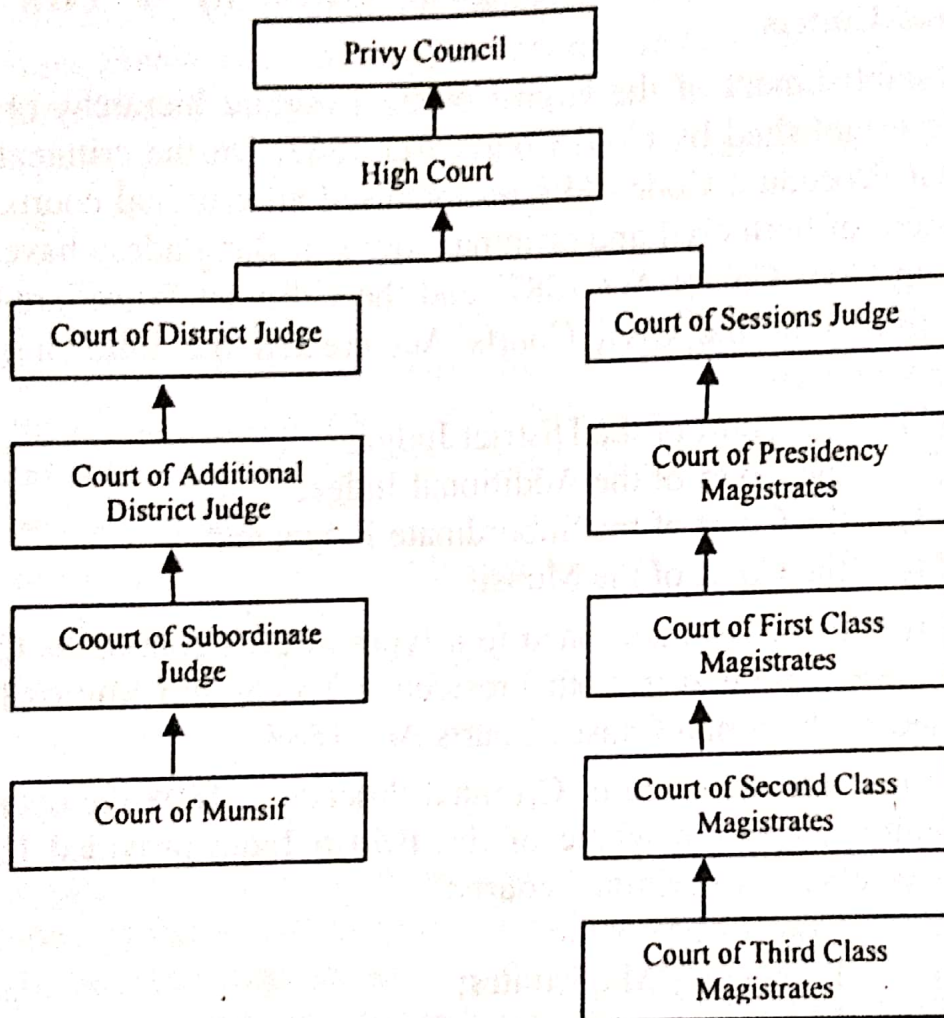 Privy Council
High Court
Court of District Judge
Court of Additional
District Judge
Coourt of Subordinate
Judge
Court of Munsif
Court of Sessions Judge
Court of Presidency
Magistrates
Court of First Class
Magistrates
Court of Second Class
Magistrates
Court of Third Class
Magistrates